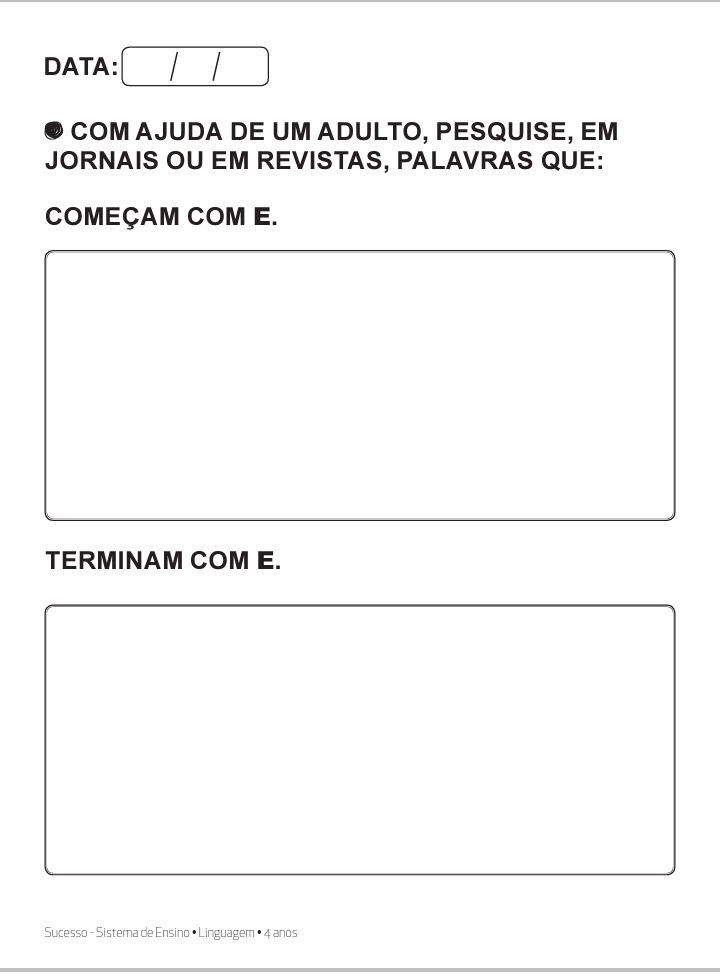 DATA: / /
COM AJUDA DE UM ADULTO, PESQUISE, EM
JORNAIS OU EM REVISTAS, PALAVRAS QUE:
COMEÇAM COM E.
TERMINAM COM E.
Sucesso - Sistema de Ensino • Linguagem • 4 anos